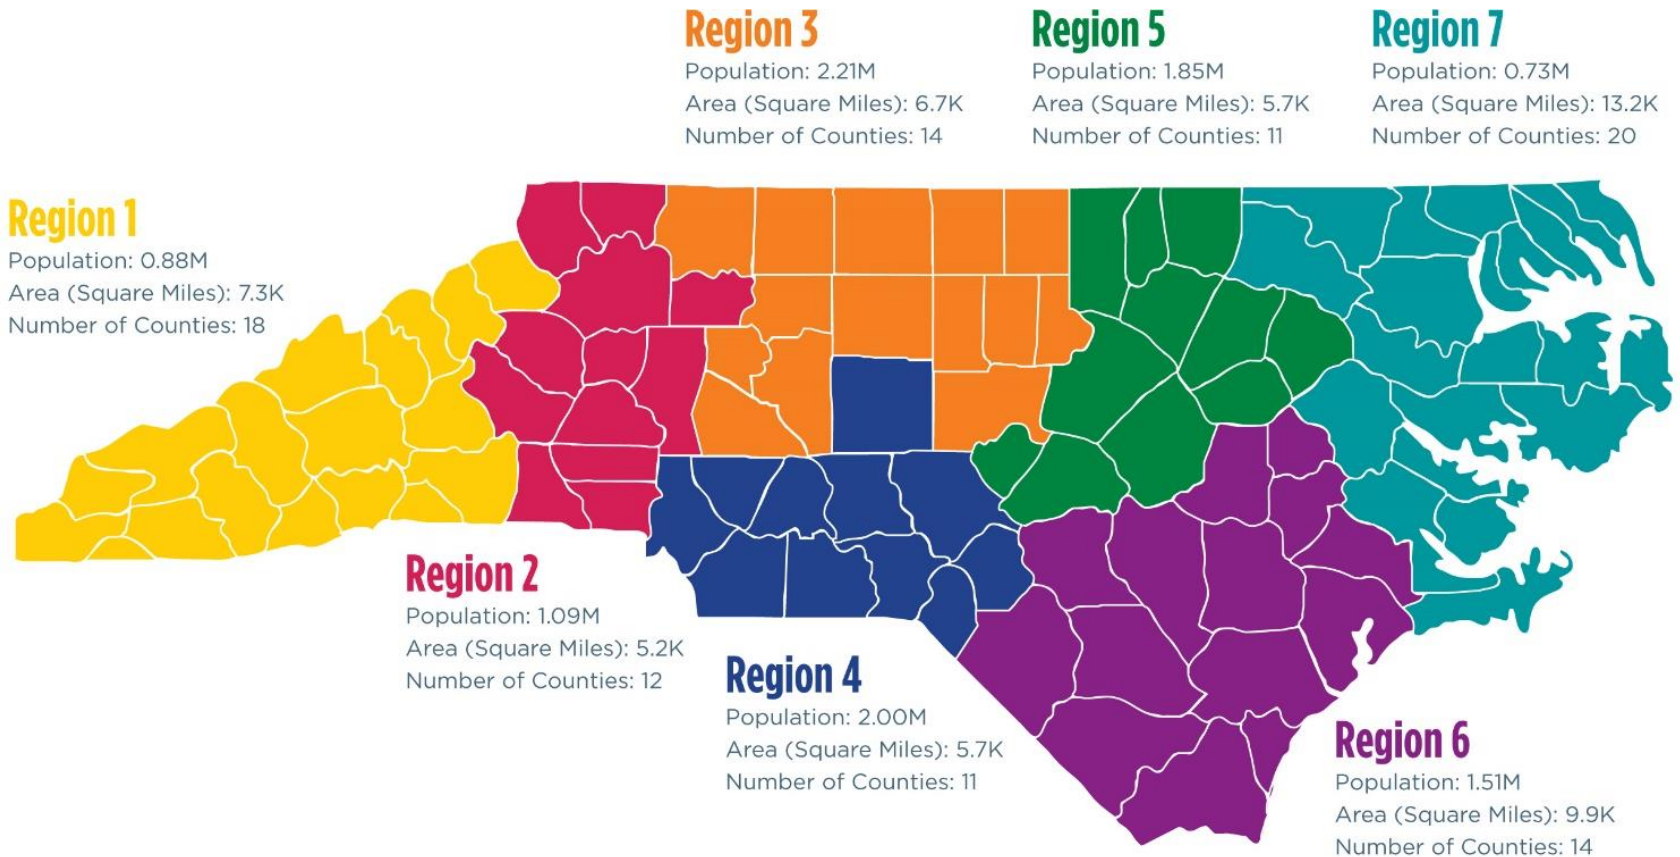 Region 3
Population: 2.21M
Area (Square Miles): 6.7K
Number of Counties: 14
Region 5
Population: 1.85M
Area (Square Miles): 5.7K
Number of Counties: 11
Region 7
Population: 0.73M
Area (Square Miles): 13.2K
Number of Counties: 20
Region 1
Population: 0.88M
Area (Square Miles): 7.3K
Number of Counties: 18
Region 2
Population: 1.09M
Area (Square Miles): 5.2K
Number of Counties: 12
Region 4
Population: 2.00M
Area (Square Miles): 5.7K
Number of Counties: 11
Region 6
Population: 1.51M
Area (Square Miles): 9.9K
Number of Counties: 14